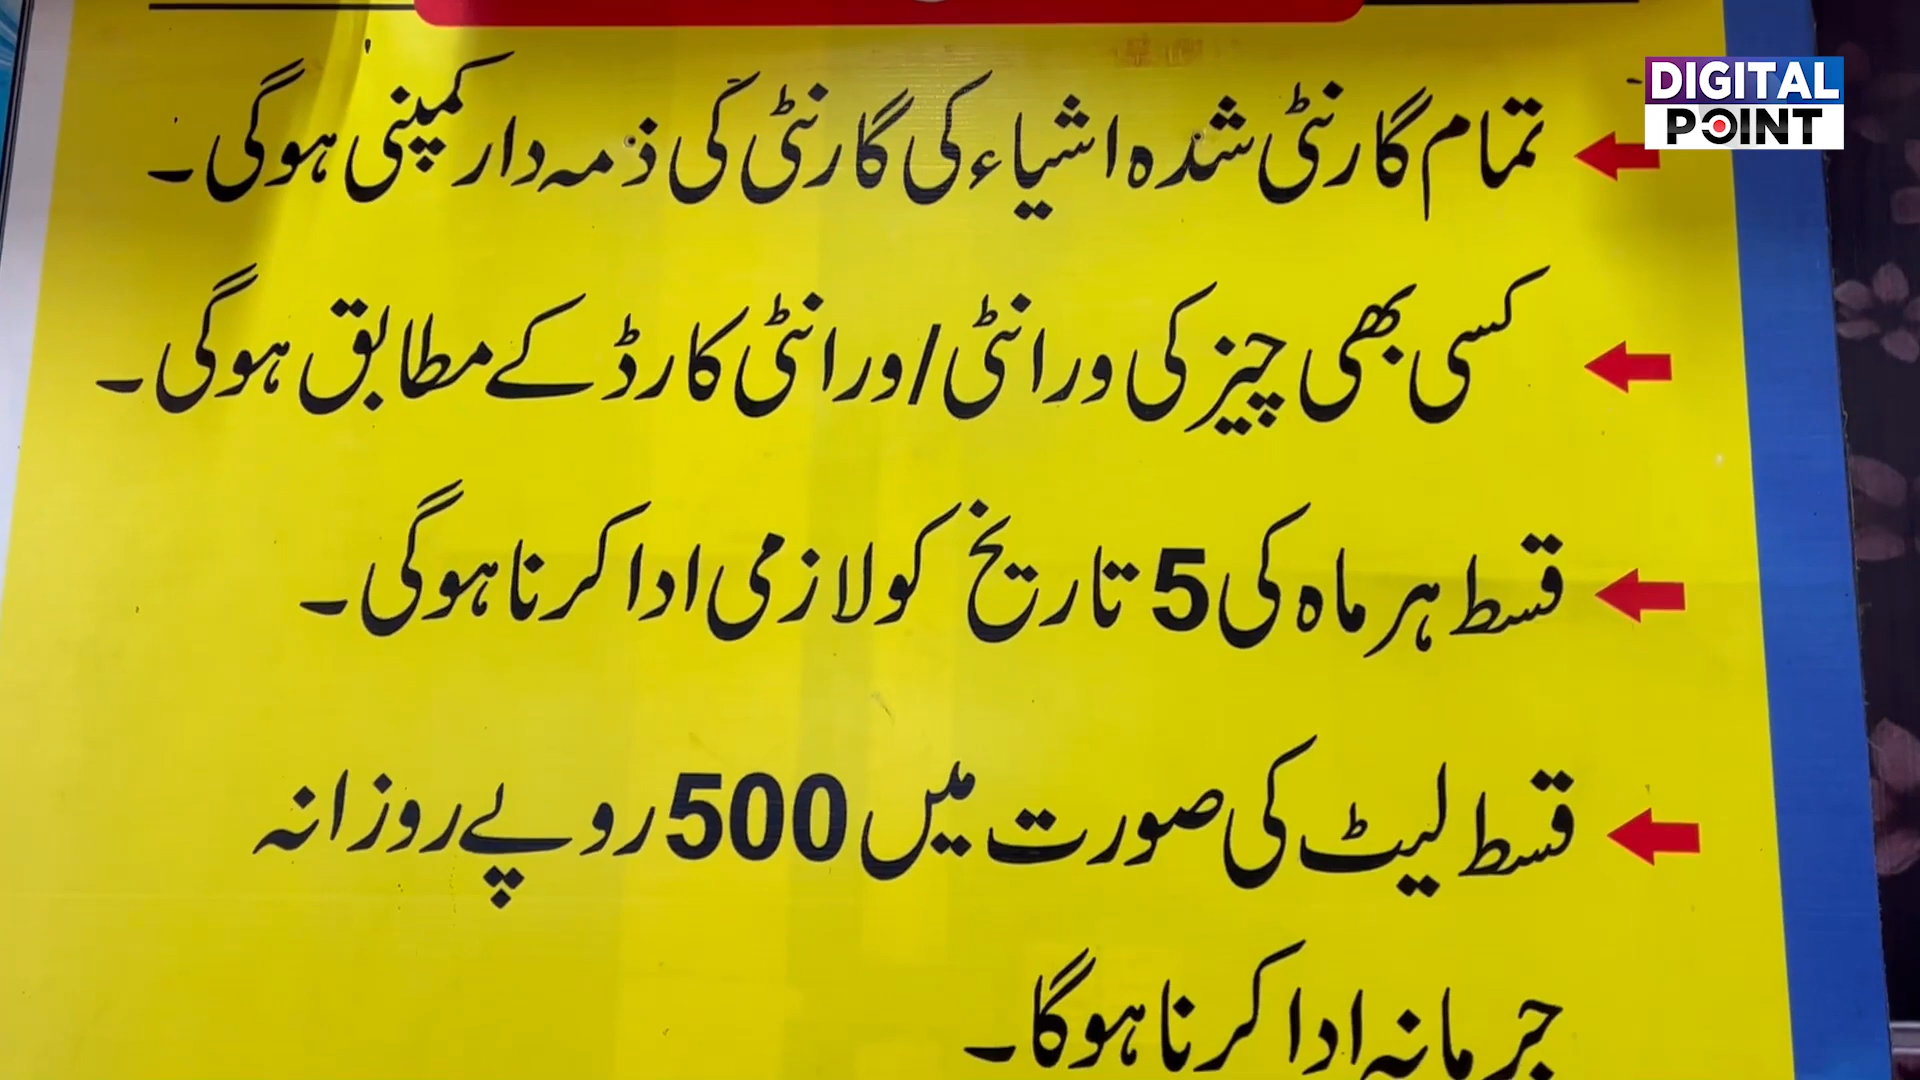 DIGITAL
POINT
تمام گارنٹی شدہ اشیاء کی گارنٹی کی ذمہ دار کمپنی ہوگی۔
کسی بھی چیز کی ورانٹی/ورانٹی کارڈ کے مطابق ہوگی۔
قسط ہر ماہ کی 5 تاریخ کو لازمی ادا کرنا ہوگی۔
قسط لیٹ کی صورت میں 500 روپے روزانہ
جرمانہ ادا کرنا ہوگا۔